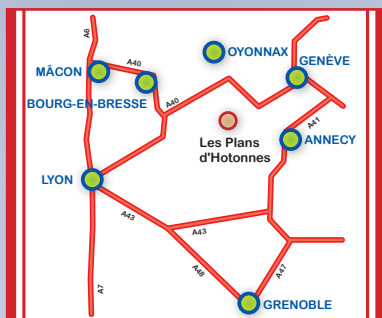 A6
OYONNAX
GENÈVE
MÂCON
A40
BOURG-EN-BRESSE
A40
A41
Les Plans
d'Hotonnes
ANNECY
LYON
A43
A43
A48
A47
A7
GRENOBLE